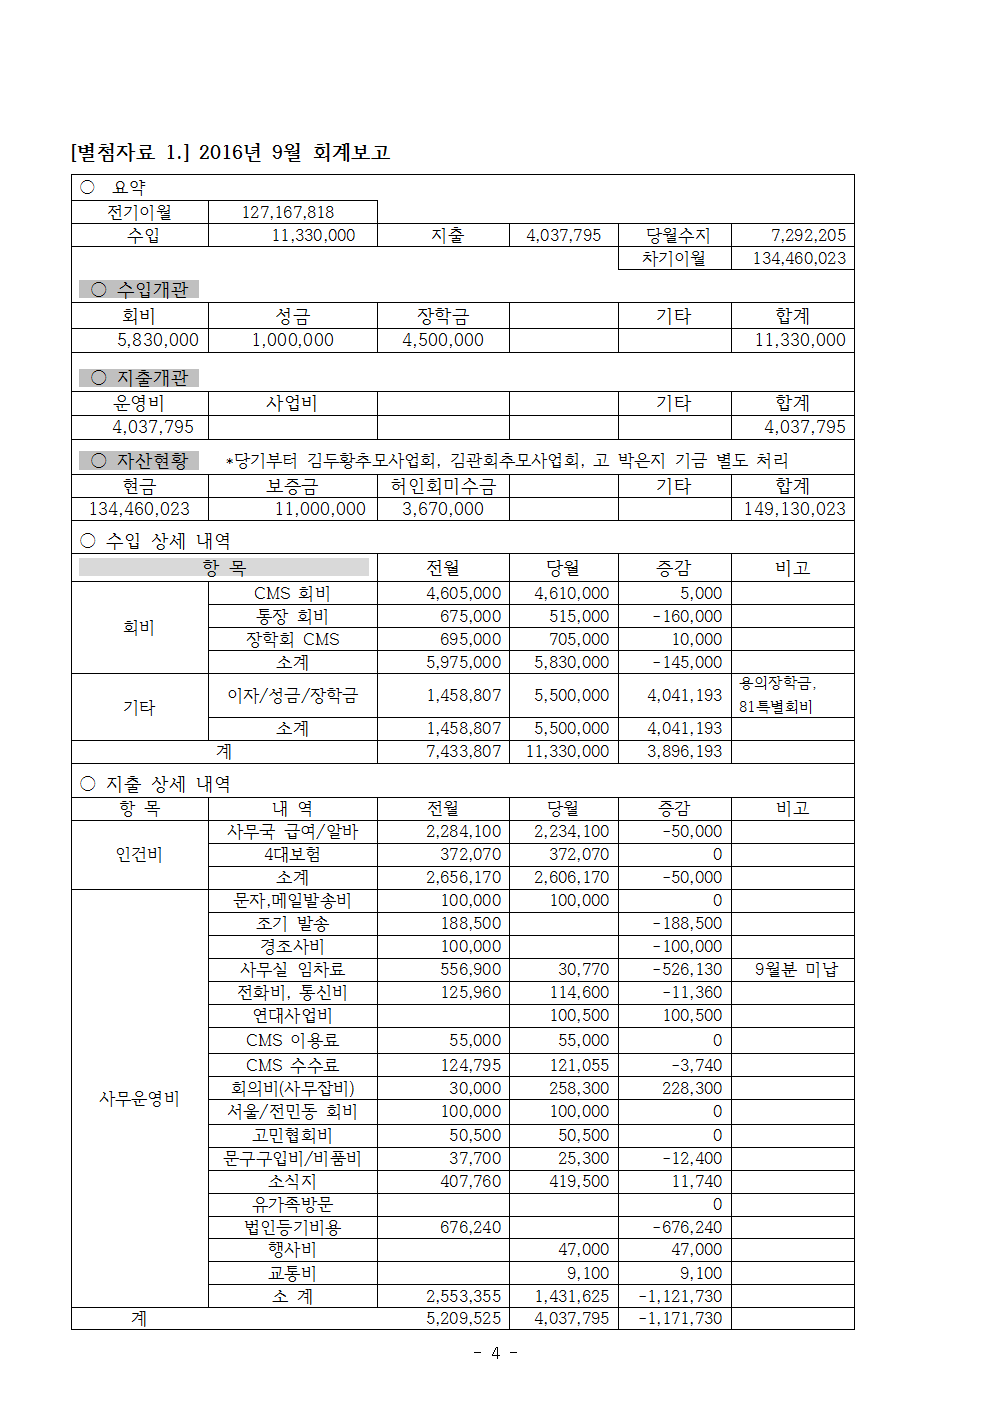 [별첨자료 1.] 2016년 9월 회계보고
○ 요약
전기이월 127,167,818
수입 11,330,000 지출 4,037,795 당월수지 7,292,205
차기이월 134,460,023
○ 수입개관
회비 성금 장학금 기타 합계
5,830,000 1,000,000 4,500,000 11,330,000
○ 지출개관
운영비 사업비 기타 합계
4,037,795 4,037,795
○ 자산현황 *당기부터 김두황추모사업회, 김관회추모사업회, 고 박은지 기금 별도 처리
현금 보증금 허인회미수금 기타 합계
134,460,023 11,000,000 3,670,000 149,130,023
○ 수입 상세 내역
항 목 전월 당월 증감 비고
회비
CMS 회비 4,605,000 4,610,000 5,000
통장 회비 675,000 515,000 -160,000
장학회 CMS 695,000 705,000 10,000
소계 5,975,000 5,830,000 -145,000
기타
이자/성금/장학금 1,458,807 5,500,000 4,041,193 용의장학금,
81특별회비
소계 1,458,807 5,500,000 4,041,193
계 7,433,807 11,330,000 3,896,193
○ 지출 상세 내역
항 목 내 역 전월 당월 증감 비고
인건비
사무국 급여/알바 2,284,100 2,234,100 -50,000
4대보험 372,070 372,070 0
소계 2,656,170 2,606,170 -50,000
사무운영비
문자,메일발송비 100,000 100,000 0
조기 발송 188,500 -188,500
경조사비 100,000 -100,000
사무실 임차료 556,900 30,770 -526,130 9월분 미납
전화비, 통신비 125,960 114,600 -11,360
연대사업비 100,500 100,500
CMS 이용료 55,000 55,000 0
CMS 수수료 124,795 121,055 -3,740
회의비(사무잡비) 30,000 258,300 228,300
서울/전민동 회비 100,000 100,000 0
고민협회비 50,500 50,500 0
문구구입비/비품비 37,700 25,300 -12,400
소식지 407,760 419,500 11,740
유가족방문 0
법인등기비용 676,240 -676,240
행사비 47,000 47,000
교통비 9,100 9,100
소 계 2,553,355 1,431,625 -1,121,730
계 5,209,525 4,037,795 -1,171,730
- 4 -